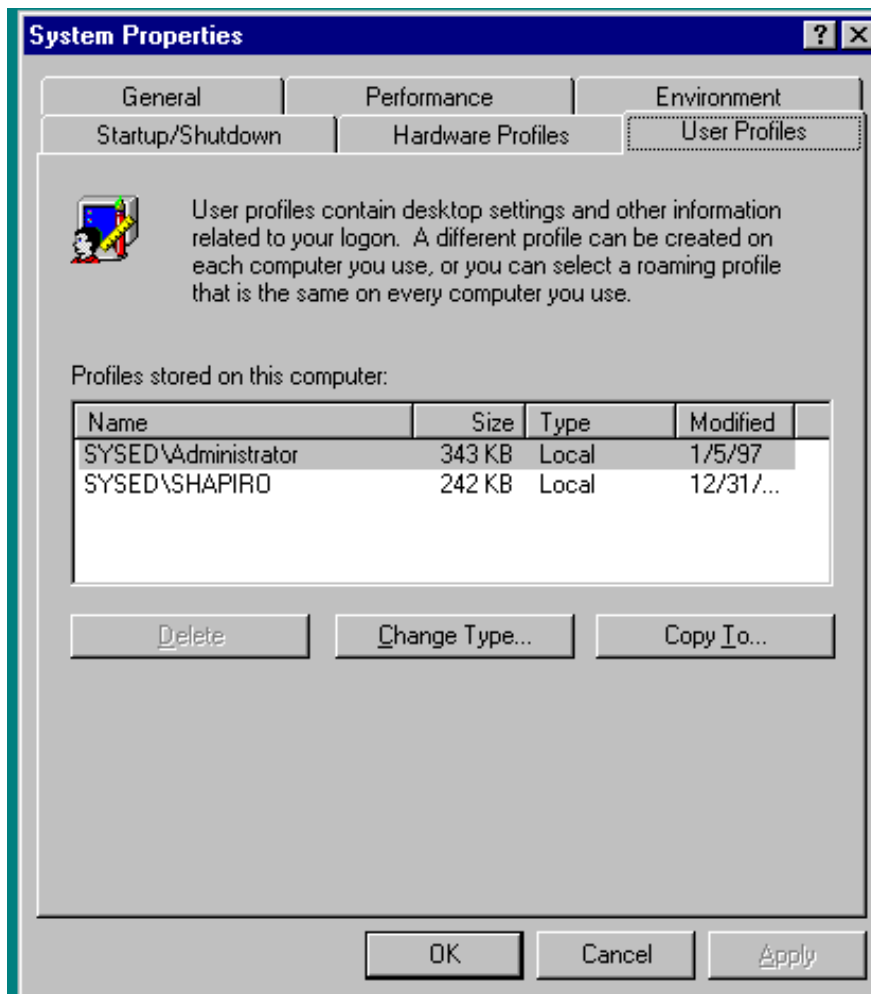 System Properties
General Performance Environment
Startup/Shutdown Hardware Profiles User Profiles
User profiles contain desktop settings and other information
related to your logon.  A different profile can be created on
each computer you use, or you can select a roaming profile
that is the same on every computer you use.
Profiles stored on this computer:
Name Size Type Modified
SYSED\Administrator 343 KB Local 1/5/97
SYSED\SHAPIRO 242 KB Local 12/31/...
Delete Change Type... Copy To...
OK Cancel Apply